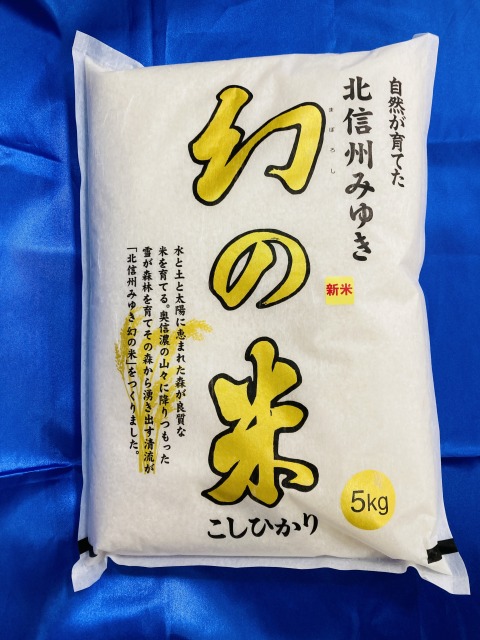 自然が育てた
北信州みゆき
まぼろし
幻の米
新米
水と土と太陽に恵まれた森が良質な
米を育てる。奥信濃の山々に降りつもった
雪が森林を育てその森から湧き出す清流が
「北信州みゆき幻の米」をつくりました。
こしひかり
5kg